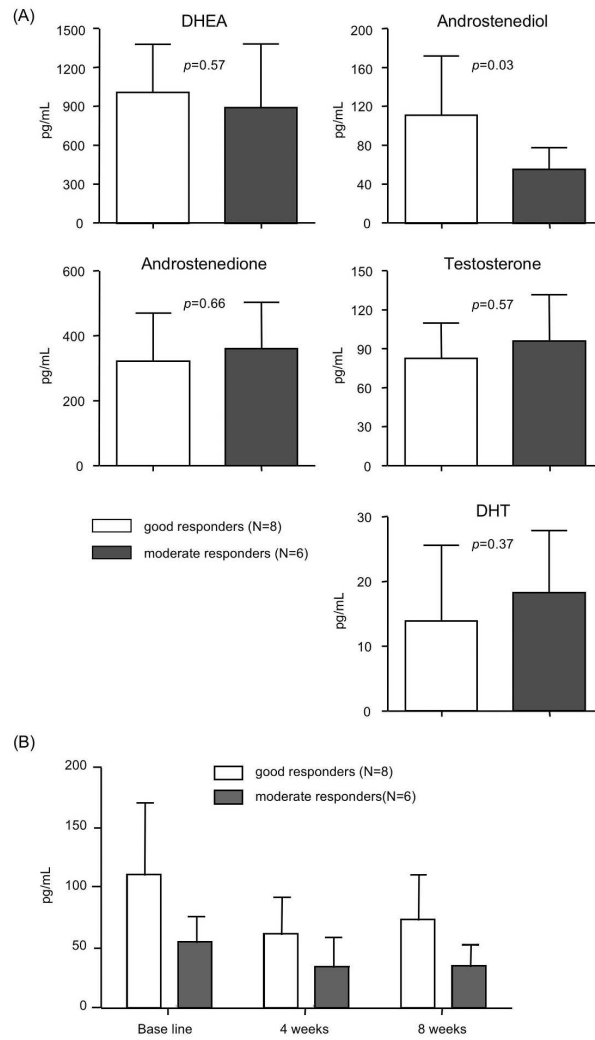 (A)
DHEA
1500
1200
900
600
300
0
pg/mL
p=0.57
Androstenediol
200
160
120
80
40
0
pg/mL
p=0.03
Androstenedione
600
400
200
0
pg/mL
p=0.66
Testosterone
150
120
90
60
30
0
pg/mL
p=0.57
good responders (N=8)
moderate responders (N=6)
DHT
30
20
10
0
pg/mL
p=0.37
(B)
200
150
100
50
0
pg/mL
good responders (N=8)
moderate responders(N=6)
Base line
4 weeks
8 weeks